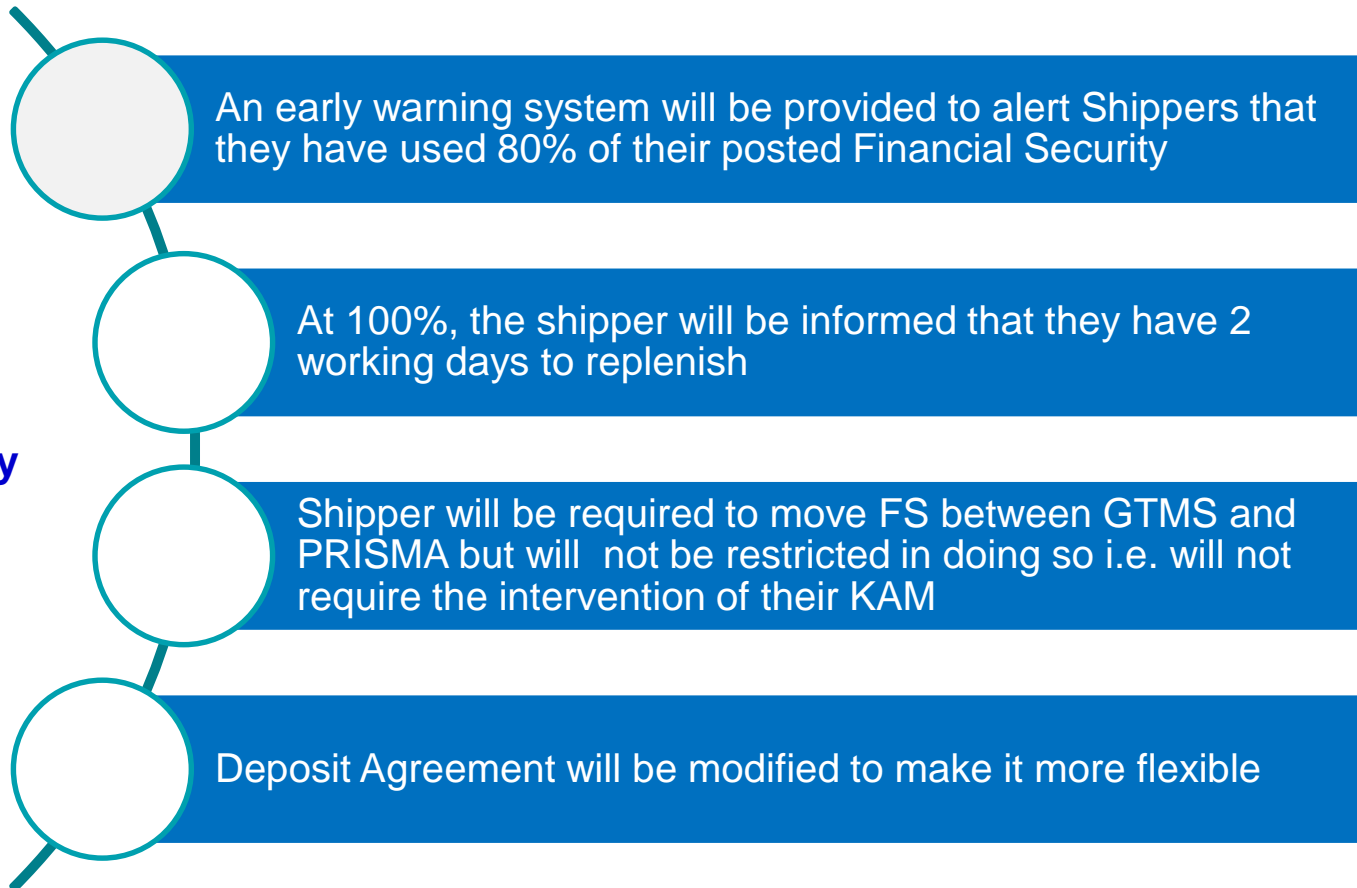 An early warning system will be provided to alert Shippers that
they have used 80% of their posted Financial Security
At 100%, the shipper will be informed that they have 2
working days to replenish
y
Shipper will be required to move FS between GTMS and
PRISMA but will  not be restricted in doing so i.e. will not
require the intervention of their KAM
Deposit Agreement will be modified to make it more flexible